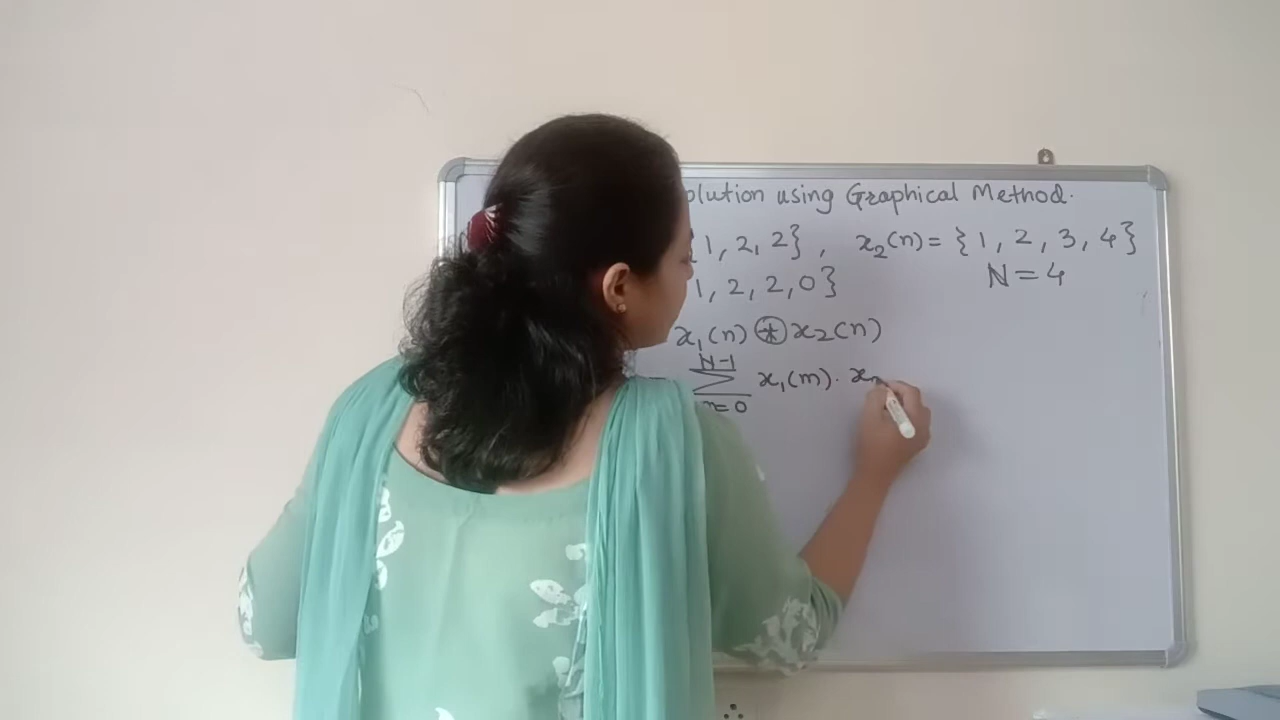 olution using Graphical Method.
1, 2, 2} , x₂(n) = {1, 2, 3, 4}
1, 2, 2, 0} N = 4
x₁(n) ⊛ x₂(n)
N-1
Σ x₁(m) . x₂
=0